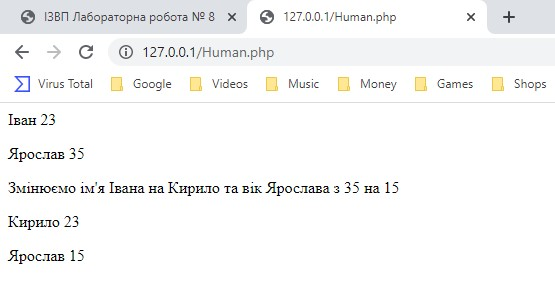 ІЗВП Лабораторна робота № 8
127.0.0.1/Human.php
127.0.0.1/Human.php
Virus Total Google Videos Music Money Games Shops
Іван 23
Ярослав 35
Змінюємо ім'я Івана на Кирило та вік Ярослава з 35 на 15
Кирило 23
Ярослав 15